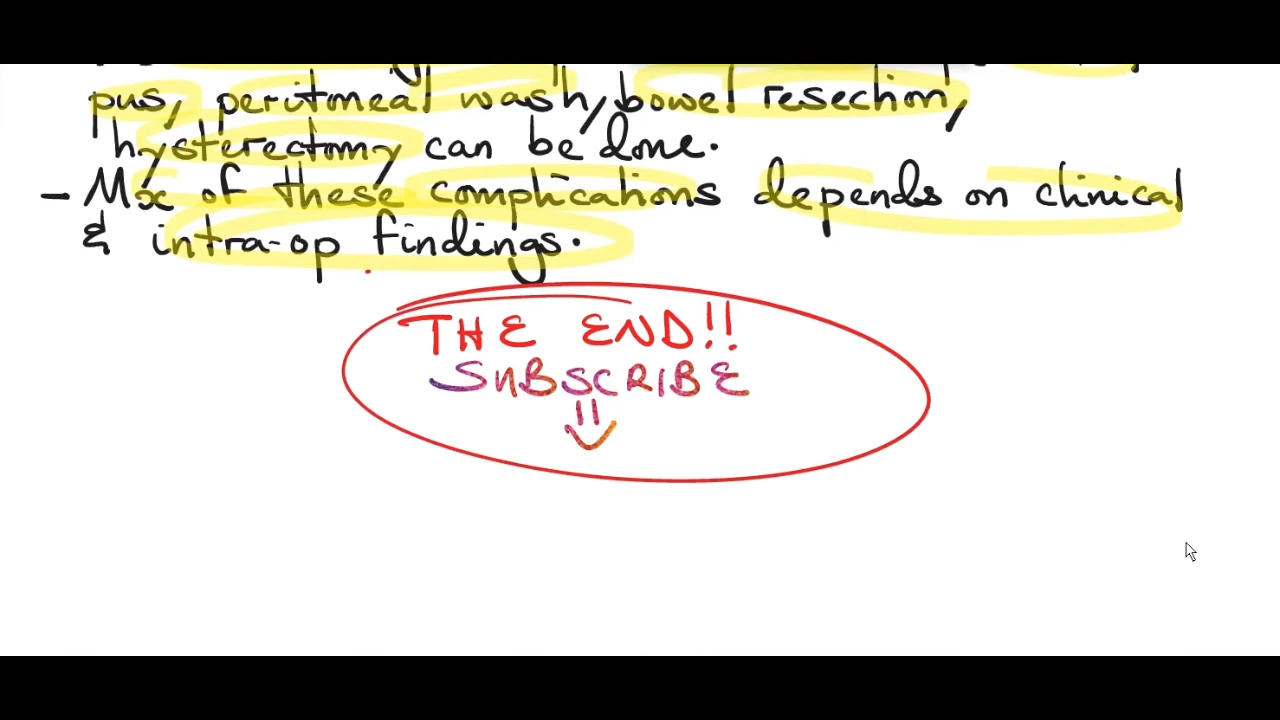 pus, peritoneal wash, bowel resection,
hysterectomy can be done.
- Mx of these complications depends on clinical
& intra-op findings.
THE END!!
SUBSCRIBE